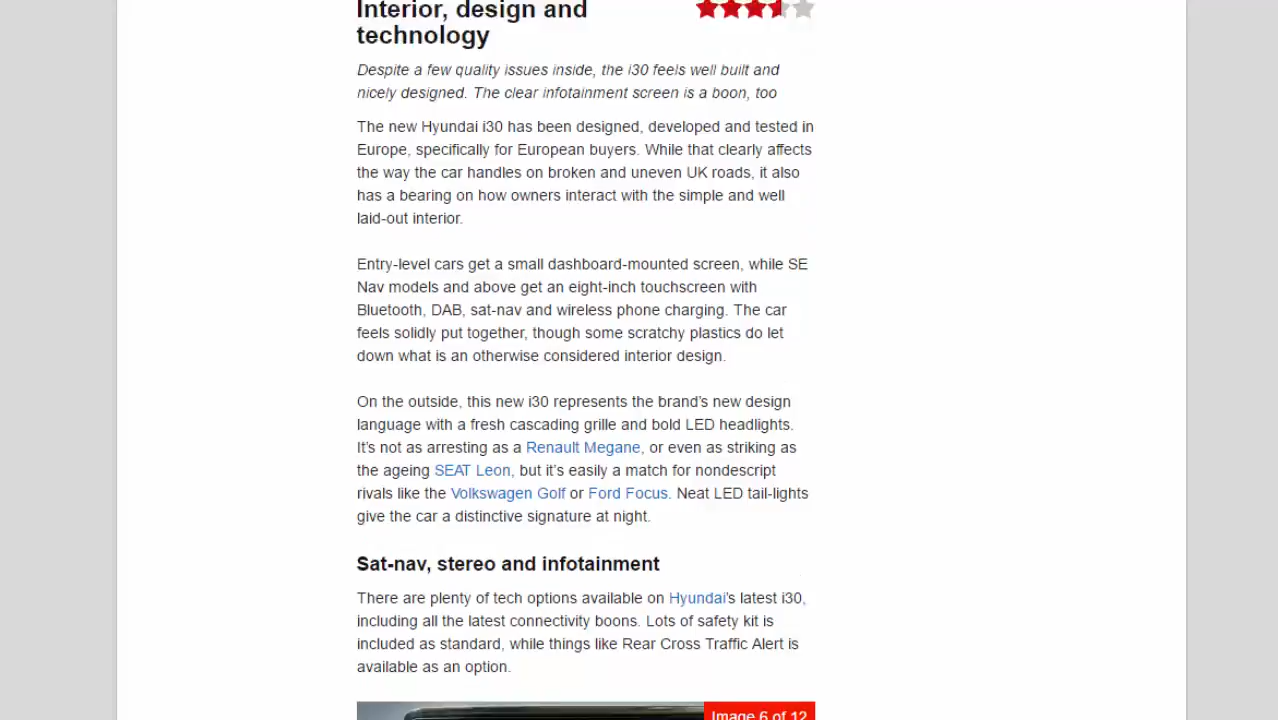 Interior, design and
technology
Despite a few quality issues inside, the i30 feels well built and
nicely designed. The clear infotainment screen is a boon, too
The new Hyundai i30 has been designed, developed and tested in
Europe, specifically for European buyers. While that clearly affects
the way the car handles on broken and uneven UK roads, it also
has a bearing on how owners interact with the simple and well
laid-out interior.
Entry-level cars get a small dashboard-mounted screen, while SE
Nav models and above get an eight-inch touchscreen with
Bluetooth, DAB, sat-nav and wireless phone charging. The car
feels solidly put together, though some scratchy plastics do let
down what is an otherwise considered interior design.
On the outside, this new i30 represents the brand’s new design
language with a fresh cascading grille and bold LED headlights.
It’s not as arresting as a Renault Megane, or even as striking as
the ageing SEAT Leon, but it’s easily a match for nondescript
rivals like the Volkswagen Golf or Ford Focus. Neat LED tail-lights
give the car a distinctive signature at night.
Sat-nav, stereo and infotainment
There are plenty of tech options available on Hyundai’s latest i30,
including all the latest connectivity boons. Lots of safety kit is
included as standard, while things like Rear Cross Traffic Alert is
available as an option.
Image 6 of 12